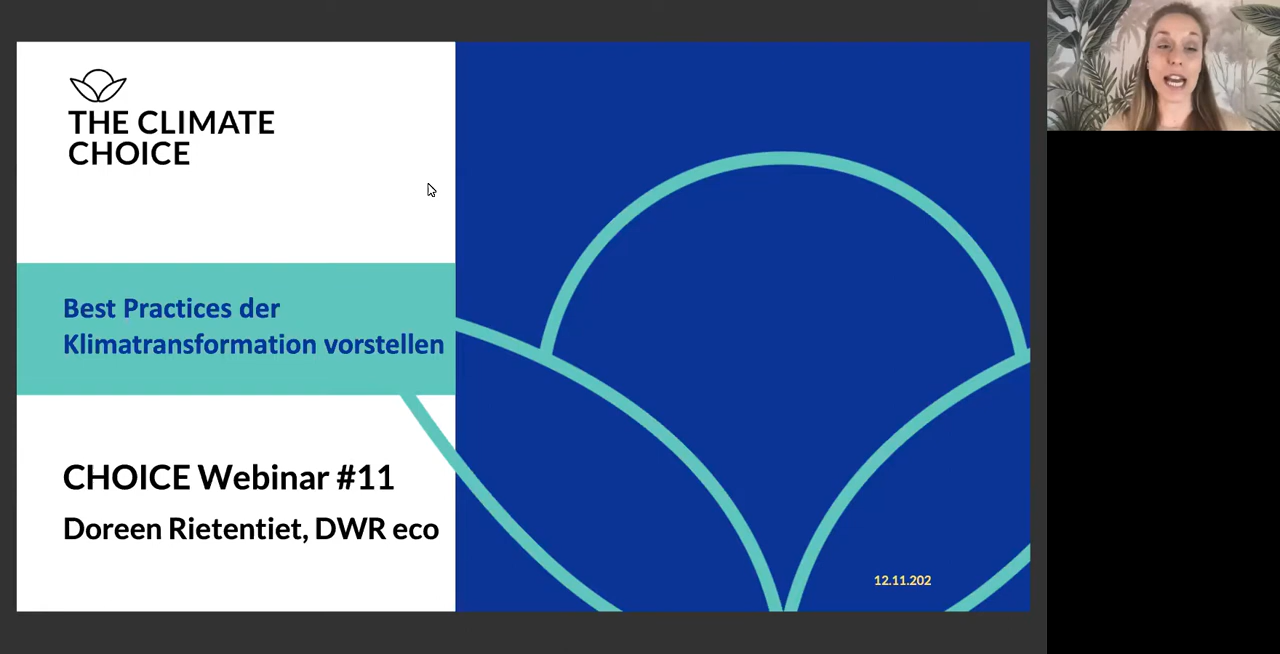 THE CLIMATE
CHOICE
Best Practices der
Klimatransformation vorstellen
CHOICE Webinar #11
Doreen Rietentiet, DWR eco
12.11.202